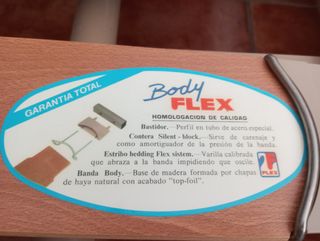 GARANTIA TOTAL
Body
FLEX
HOMOLOGACION DE CALIDAD
Bastidor.—Perfil en tubo de acero especial.
Contera Silent-block.—Sirve de carenaje y
como amortiguador de la presión de la banda.
Estribo hedding Flex sistem.—Varilla calibrada
que abraza a la banda impidiendo que oscile.
Banda Body.—Base de madera formada por chapas
de haya natural con acabado "top-foil".
FLEX